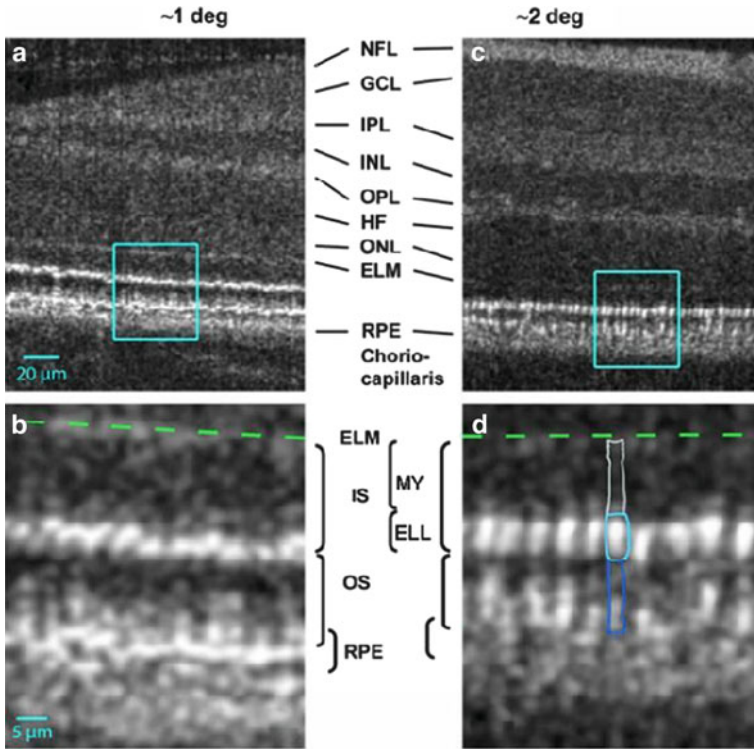 ~1 deg
~2 deg
a
c
NFL
GCL
IPL
INL
OPL
HF
ONL
ELM
RPE
Chorio-
capillaris
20 µm
b
d
ELM
IS
MY
ELL
OS
RPE
5 µm